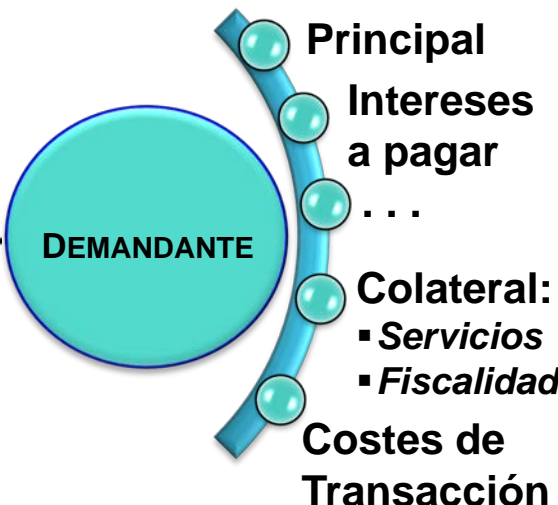 Principal
Intereses
a pagar
. . .
DEMANDANTE
Colateral:
▪ Servicios
▪ Fiscalidad
Costes de
Transacción